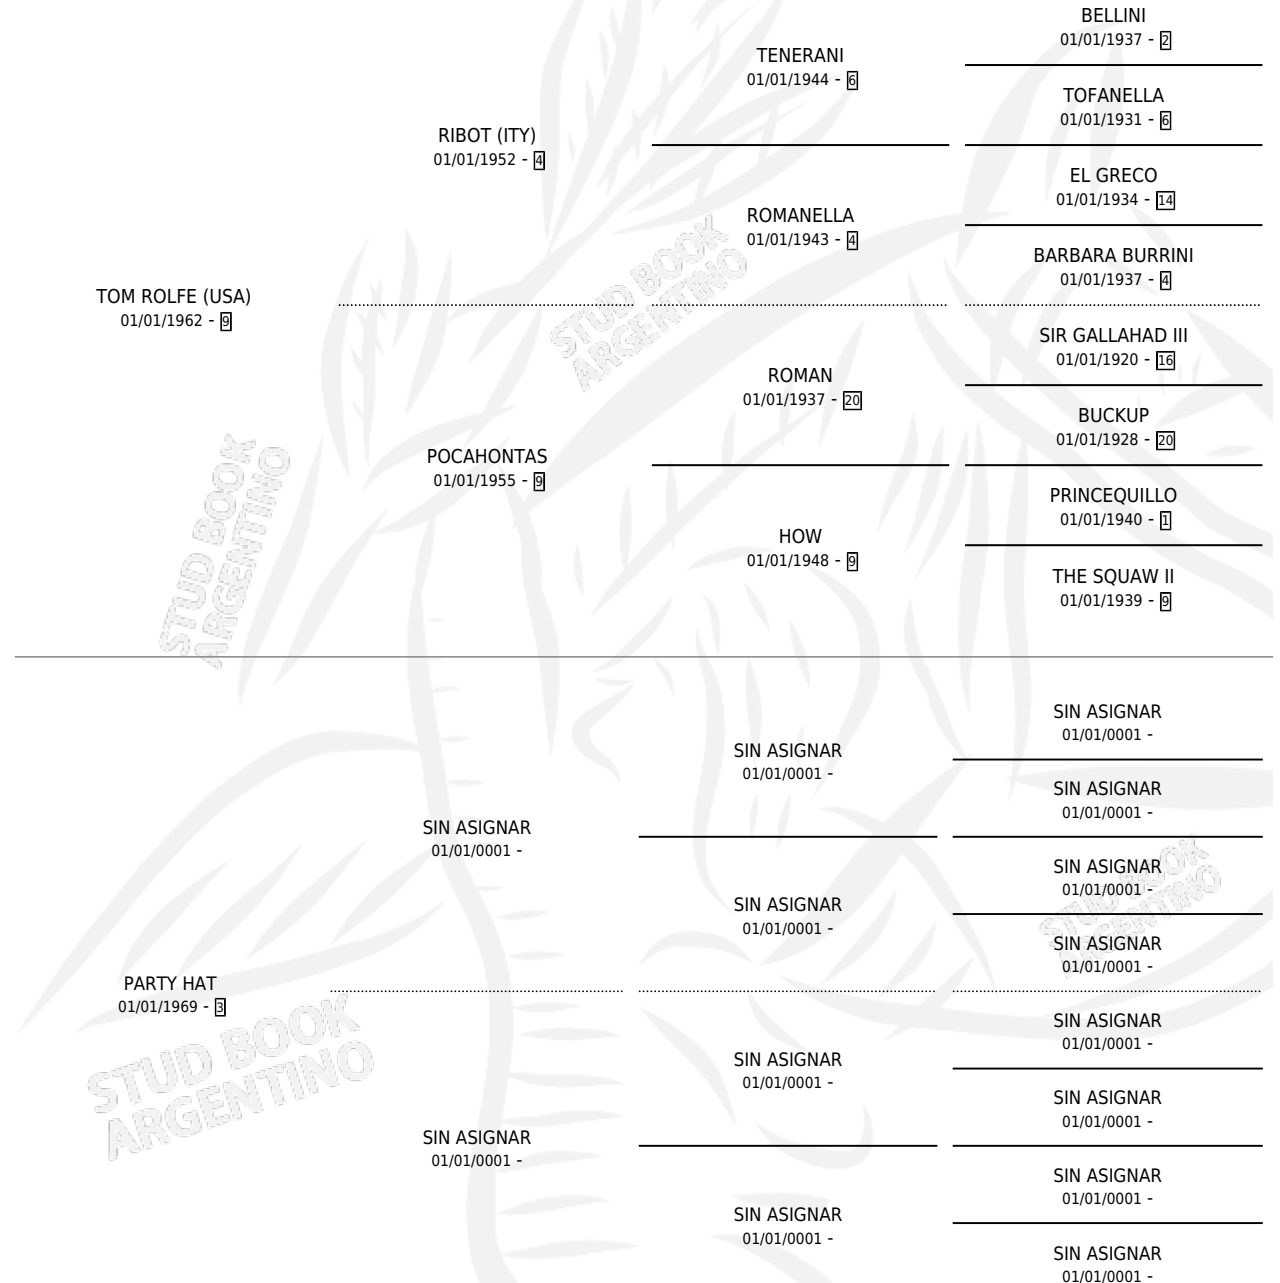 BELLINI
01/01/1937 - 2
TENERANI
01/01/1944 - 6
TOFANELLA
01/01/1931 - 6
RIBOT (ITY)
01/01/1952 - 4
EL GRECO
01/01/1934 - 14
ROMANELLA
01/01/1943 - 4
BARBARA BURRINI
01/01/1937 - 4
TOM ROLFE (USA)
01/01/1962 - 9
STUD BOOK
ARGENTINO
SIR GALLAHAD III
01/01/1920 - 16
ROMAN
01/01/1937 - 20
BUCKUP
01/01/1928 - 20
POCAHONTAS
01/01/1955 - 9
PRINCEQUILLO
01/01/1940 - 1
HOW
01/01/1948 - 9
THE SQUAW II
01/01/1939 - 9
STUD BOOK
ARGENTINO
SIN ASIGNAR
01/01/0001 -
SIN ASIGNAR
01/01/0001 -
SIN ASIGNAR
01/01/0001 -
SIN ASIGNAR
01/01/0001 -
SIN ASIGNAR
01/01/0001 -
SIN ASIGNAR
01/01/0001 -
SIN ASIGNAR
01/01/0001 -
STUD BOOK
ARGENTINO
PARTY HAT
01/01/1969 - 3
SIN ASIGNAR
01/01/0001 -
SIN ASIGNAR
01/01/0001 -
SIN ASIGNAR
01/01/0001 -
SIN ASIGNAR
01/01/0001 -
SIN ASIGNAR
01/01/0001 -
SIN ASIGNAR
01/01/0001 -
SIN ASIGNAR
01/01/0001 -
STUD BOOK
ARGENTINO